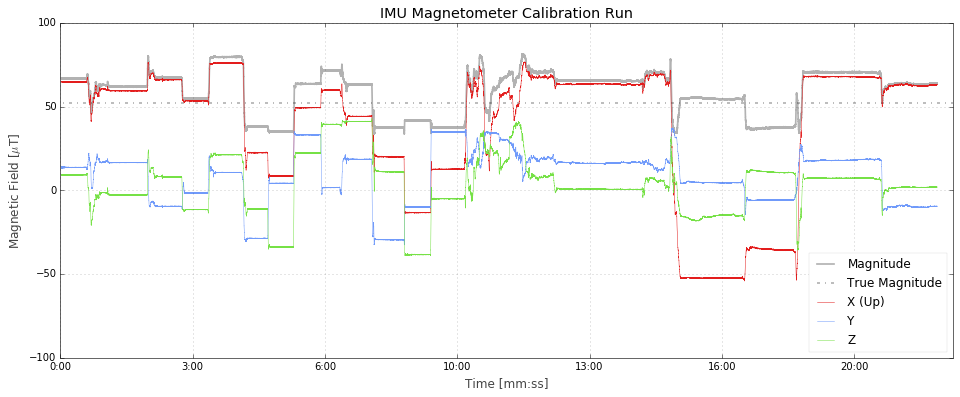 IMU Magnetometer Calibration Run
Magnetic Field [μT]
100
50
0
−50
−100
Magnitude
True Magnitude
X (Up)
Y
Z
0:00 3:00 6:00 10:00 13:00 16:00 20:00
Time [mm:ss]